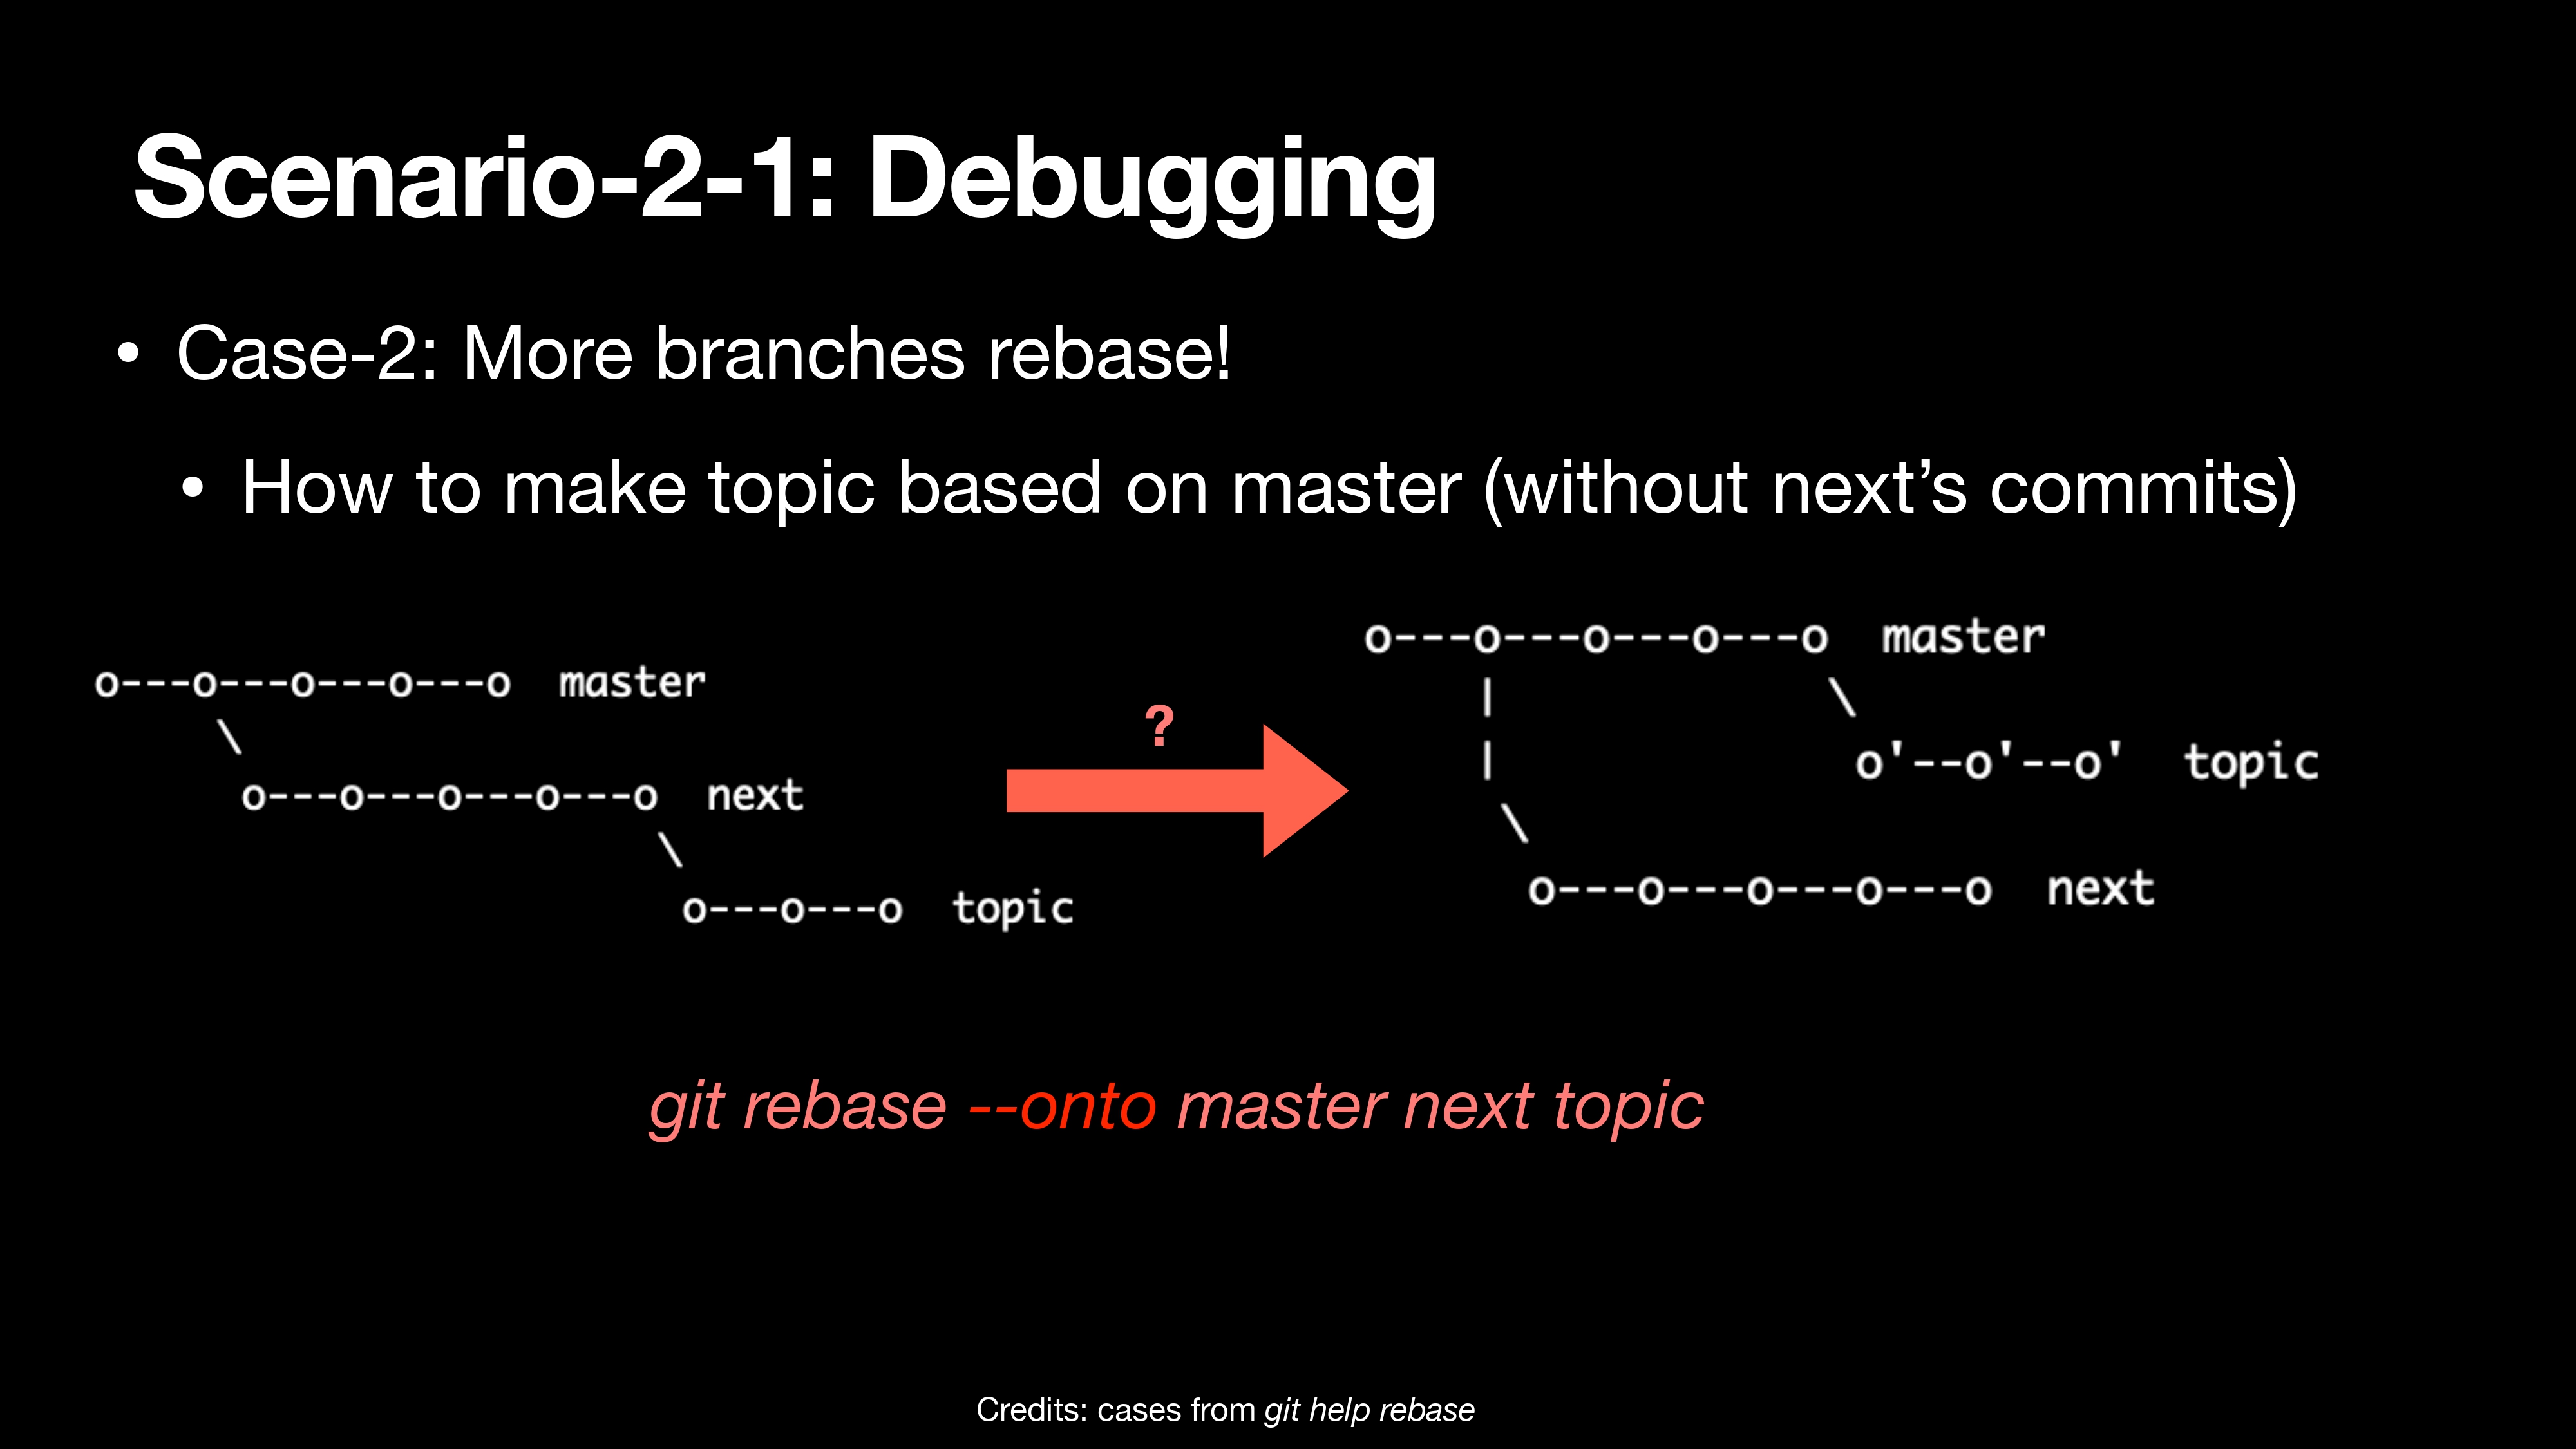 Scenario-2-1: Debugging
• Case-2: More branches rebase!
• How to make topic based on master (without next’s commits)
o---o---o---o---o  master
\
o---o---o---o---o  next
\
o---o---o  topic
?
o---o---o---o---o  master
|            \
|            o'--o'--o'  topic
\
o---o---o---o---o  next
git rebase --onto master next topic
Credits: cases from git help rebase